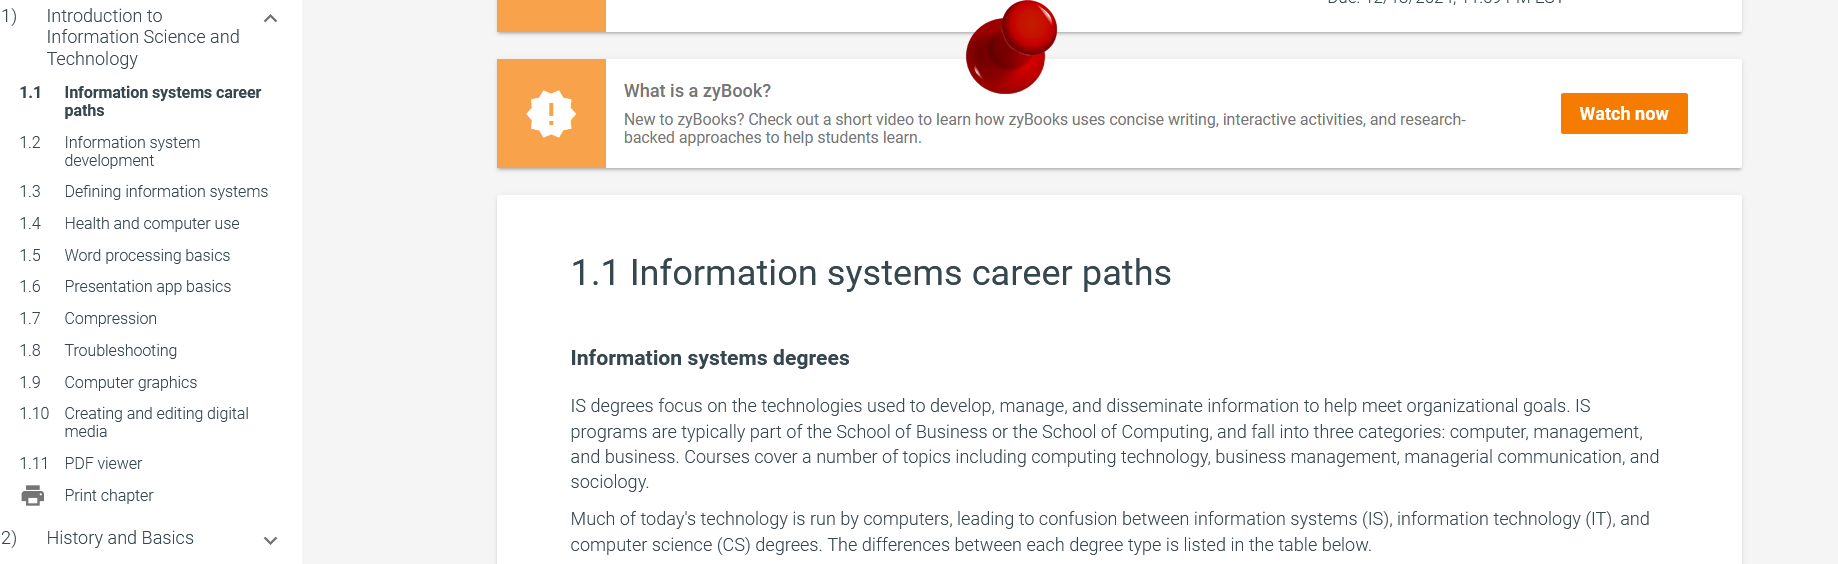 1) Introduction to
Information Science and
Technology
1.1 Information systems career
paths
1.2 Information system
development
1.3 Defining information systems
1.4 Health and computer use
1.5 Word processing basics
1.6 Presentation app basics
1.7 Compression
1.8 Troubleshooting
1.9 Computer graphics
1.10 Creating and editing digital
media
1.11 PDF viewer
Print chapter
2) History and Basics
Due: 12/13/2024, 11:59 PM EST
What is a zyBook?
New to zyBooks? Check out a short video to learn how zyBooks uses concise writing, interactive activities, and research-
backed approaches to help students learn.
Watch now
1.1 Information systems career paths
Information systems degrees
IS degrees focus on the technologies used to develop, manage, and disseminate information to help meet organizational goals. IS
programs are typically part of the School of Business or the School of Computing, and fall into three categories: computer, management,
and business. Courses cover a number of topics including computing technology, business management, managerial communication, and
sociology.
Much of today's technology is run by computers, leading to confusion between information systems (IS), information technology (IT), and
computer science (CS) degrees. The differences between each degree type is listed in the table below.